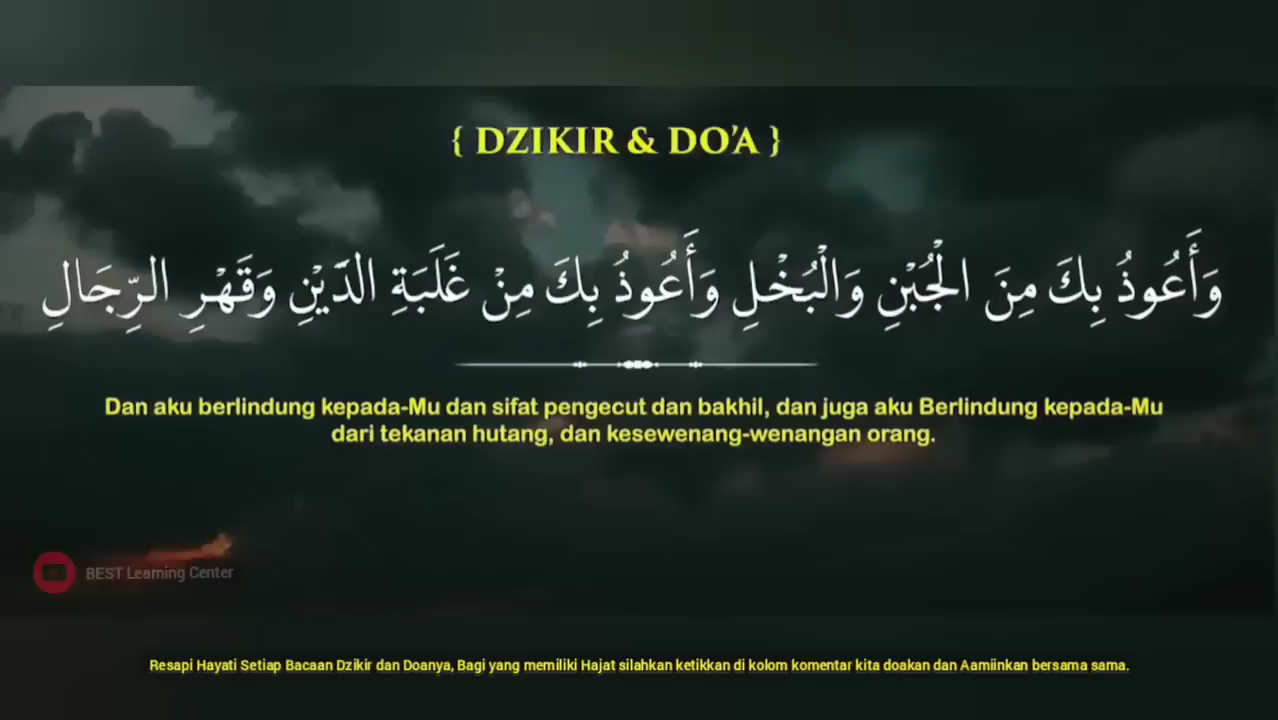 { DZIKIR & DO'A }
وَأَعُوذُ بِكَ مِنَ الْجُبْنِ وَالْبُخْلِ وَأَعُوذُ بِكَ مِنْ غَلَبَةِ الدَّيْنِ وَقَهْرِ الرِّجَالِ
Dan aku berlindung kepada-Mu dan sifat pengecut dan bakhil, dan juga aku Berlindung kepada-Mu
dari tekanan hutang, dan kesewenang-wenangan orang.
BEST Learning Center
Resapi Hayati Setiap Bacaan Dzikir dan Doanya, Bagi yang memiliki Hajat silahkan ketikkan di kolom komentar kita doakan dan Aamiinkan bersama sama.